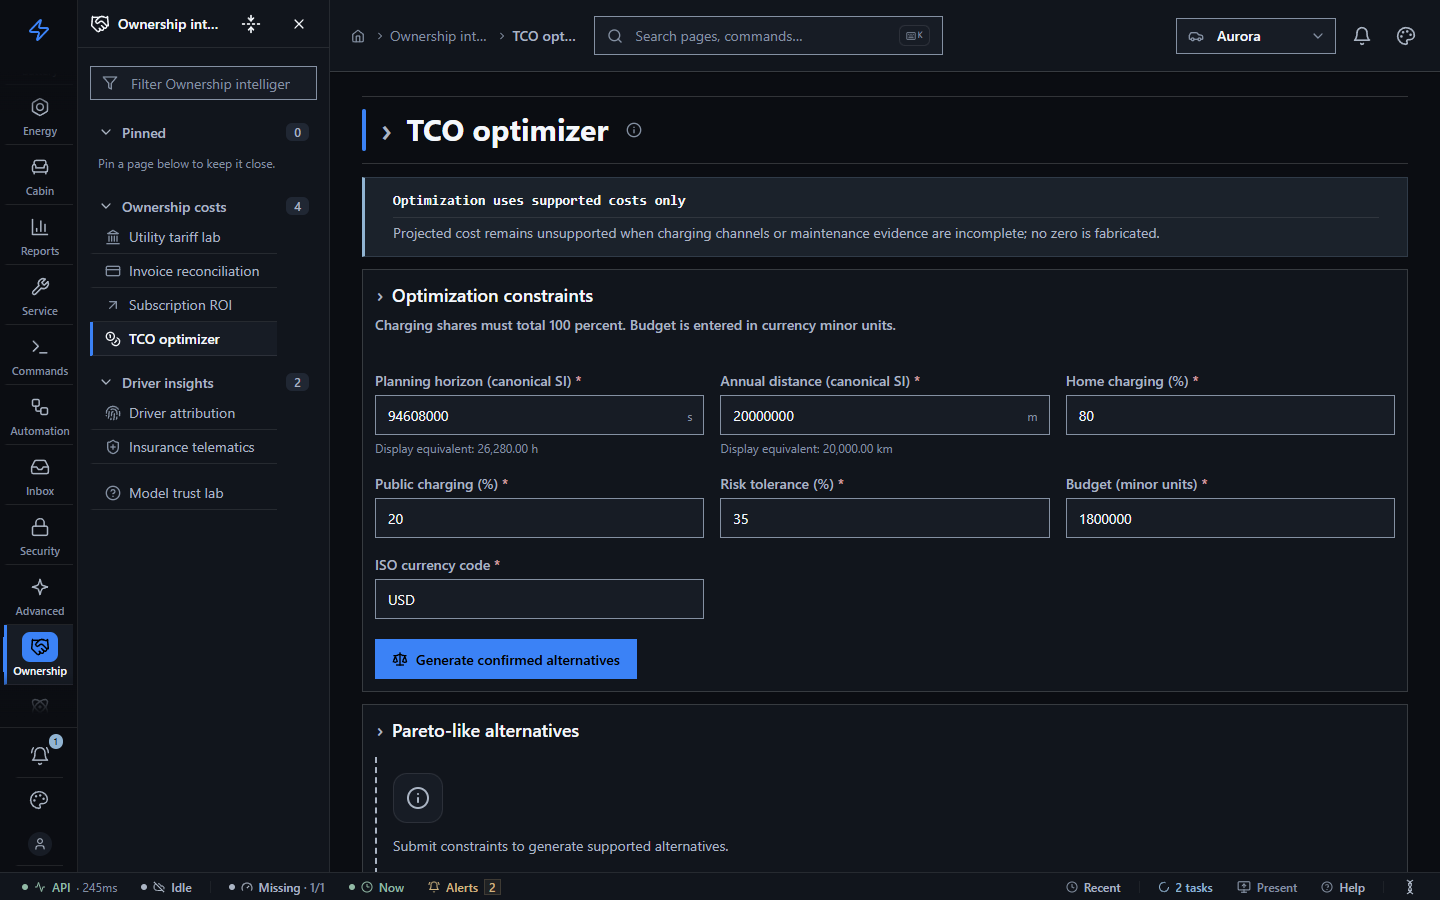 Ownership int...
Ownership int...
TCO opt...
Search pages, commands...
K
Aurora
Filter Ownership intelliger
Energy
Cabin
Reports
Service
Commands
Automation
Inbox
Security
Advanced
Ownership
1
Pinned
0
Pin a page below to keep it close.
Ownership costs
4
Utility tariff lab
Invoice reconciliation
Subscription ROI
TCO optimizer
Driver insights
2
Driver attribution
Insurance telematics
Model trust lab
TCO optimizer
Optimization uses supported costs only
Projected cost remains unsupported when charging channels or maintenance evidence are incomplete; no zero is fabricated.
Optimization constraints
Charging shares must total 100 percent. Budget is entered in currency minor units.
Planning horizon (canonical SI) *
94608000
s
Display equivalent: 26,280.00 h
Annual distance (canonical SI) *
20000000
m
Display equivalent: 20,000.00 km
Home charging (%) *
80
Public charging (%) *
20
Risk tolerance (%) *
35
Budget (minor units) *
1800000
ISO currency code *
USD
Generate confirmed alternatives
Pareto-like alternatives
Submit constraints to generate supported alternatives.
API · 245ms
Idle
Missing · 1/1
Now
Alerts 2
Recent
2 tasks
Present
Help